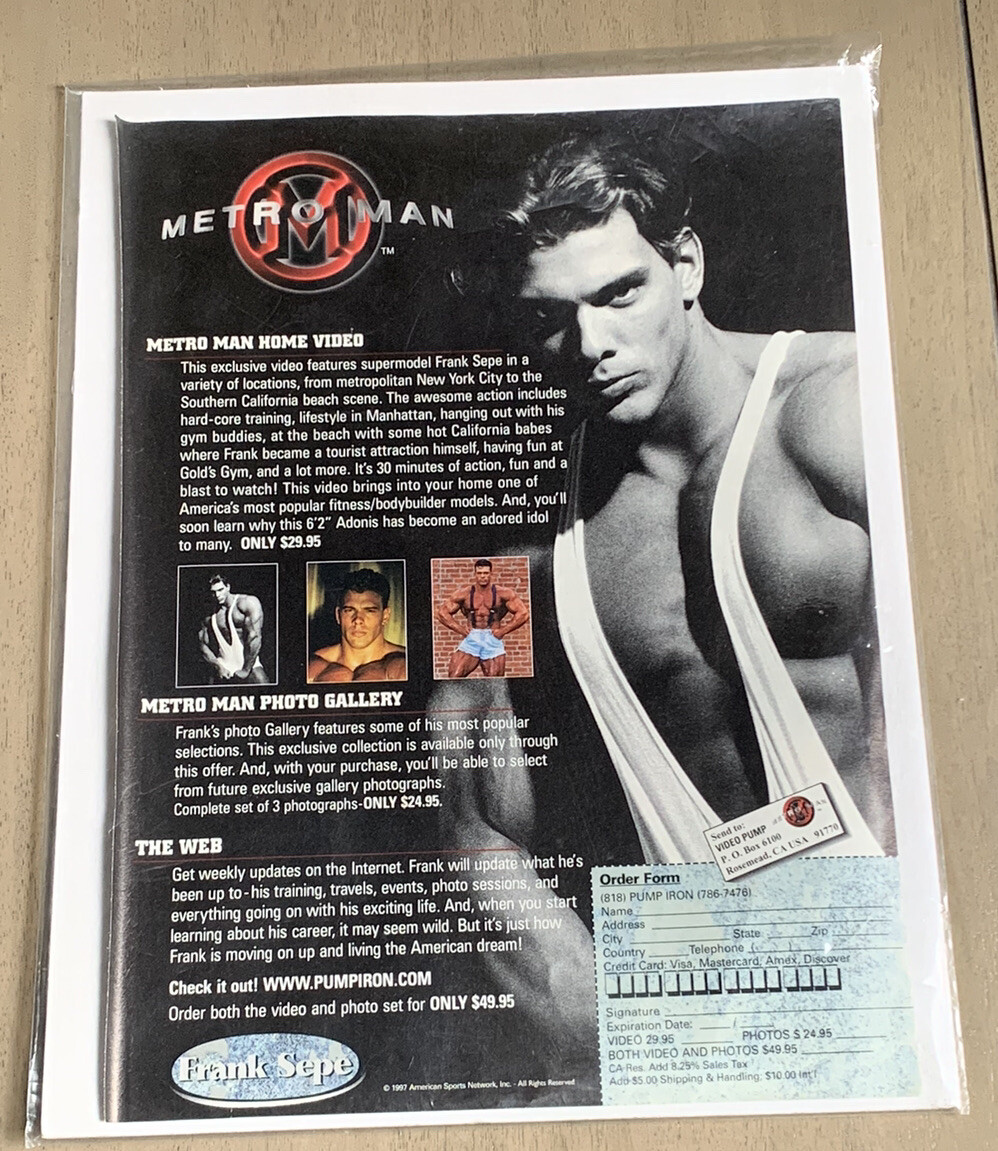 METRO MAN
TM
METRO MAN HOME VIDEO
This exclusive video features supermodel Frank Sepe in a
variety of locations, from metropolitan New York City to the
Southern California beach scene. The awesome action includes
hard-core training, lifestyle in Manhattan, hanging out with his
gym buddies, at the beach with some hot California babes
where Frank became a tourist attraction himself, having fun at
Gold's Gym, and a lot more. It's 30 minutes of action, fun and a
blast to watch! This video brings into your home one of
America's most popular fitness/bodybuilder models. And, you'll
soon learn why this 6'2" Adonis has become an adored idol
to many. ONLY $29.95
METRO MAN PHOTO GALLERY
Frank's photo Gallery features some of his most popular
selections. This exclusive collection is available only through
this offer. And, with your purchase, you'll be able to select
from future exclusive gallery photographs.
Complete set of 3 photographs-ONLY $24.95.
THE WEB
Get weekly updates on the Internet. Frank will update what he's
been up to-his training, travels, events, photo sessions, and
everything going on with his exciting life. And, when you start
learning about his career, it may seem wild. But it's just how
Frank is moving on up and living the American dream!
Check it out! WWW.PUMPIRON.COM
Order both the video and photo set for ONLY $49.95
Frank Sepe
© 1997 American Sports Network, Inc. - All Rights Reserved
Send to:
VIDEO PUMP
P. O. Box 6100
Rosemead, CA USA 91770
Order Form
(818) PUMP IRON (786-7476)
Name
Address
City State Zip
Country Telephone ( )
Credit Card: Visa, Mastercard, Amex, Discover
Signature
Expiration Date: /
VIDEO 29.95 PHOTOS $ 24.95
BOTH VIDEO AND PHOTOS $49.95
CA Res. Add 8.25% Sales Tax
Add $5.00 Shipping & Handling; $10.00 Int'l